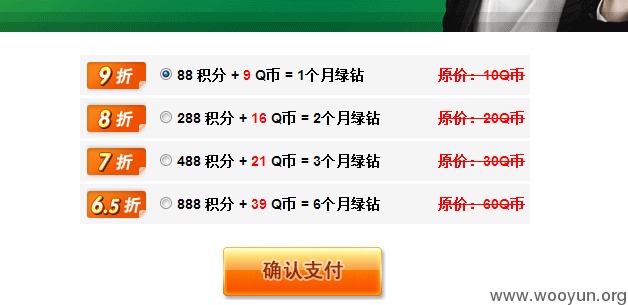 9折 88 积分 + 9 Q币 = 1个月绿钻 原价：10Q币
8折 288 积分 + 16 Q币 = 2个月绿钻 原价：20Q币
7折 488 积分 + 21 Q币 = 3个月绿钻 原价：30Q币
6.5折 888 积分 + 39 Q币 = 6个月绿钻 原价：60Q币
确认支付
www.wooyun.org